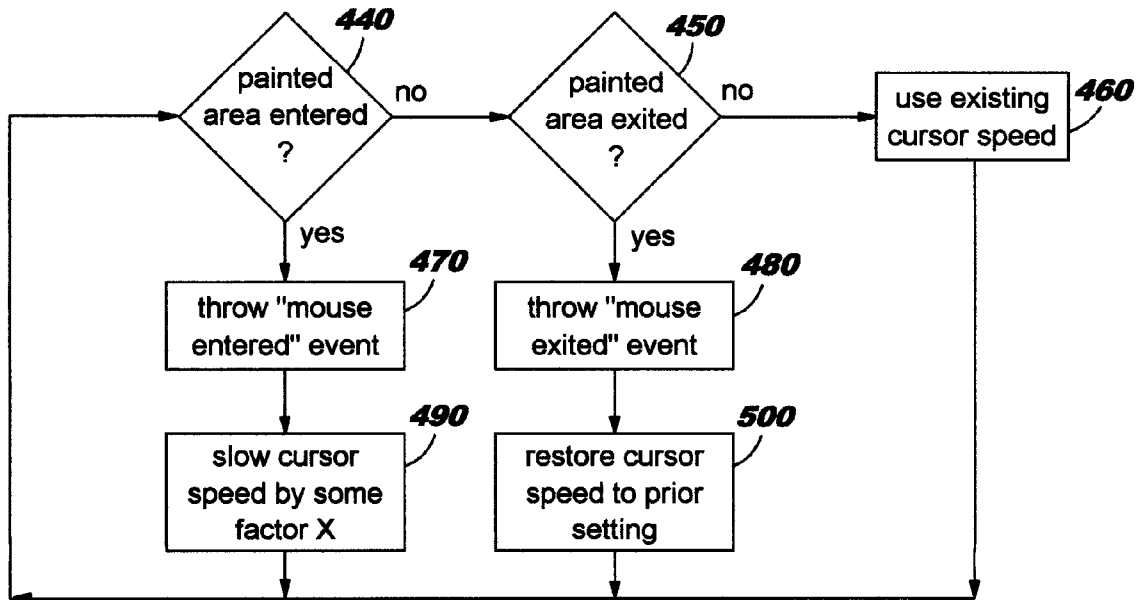 440
painted
area entered
?
no
yes
450
painted
area exited
?
no
yes
use existing
cursor speed
460
470
throw "mouse
entered" event
480
throw "mouse
exited" event
490
slow cursor
speed by some
factor X
500
restore cursor
speed to prior
setting